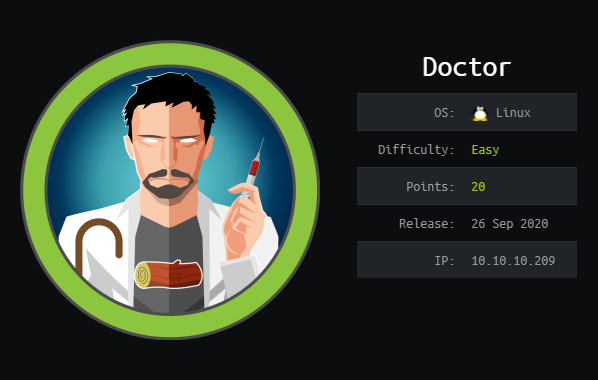 Doctor
OS: Linux
Difficulty: Easy
Points: 20
Release: 26 Sep 2020
IP: 10.10.10.209